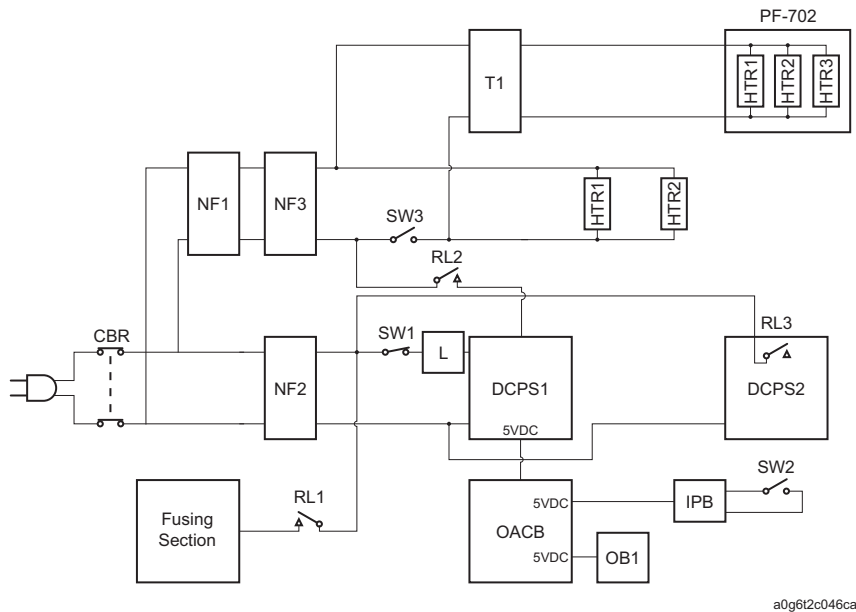 PF-702
T1
HTR1
HTR2
HTR3
NF1
NF3
HTR1
HTR2
SW3
RL2
CBR
SW1
L
RL3
NF2
DCPS1
DCPS2
5VDC
RL1
SW2
Fusing
Section
5VDC
IPB
OACB
5VDC
OB1
a0g6t2c046ca